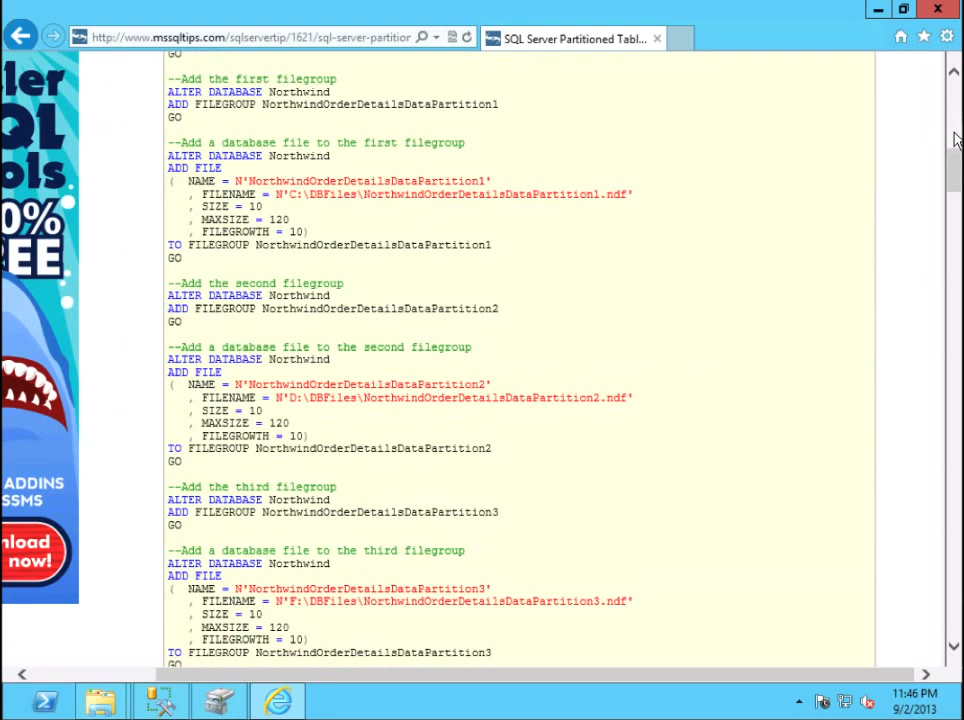 http://www.mssqltips.com/sqlservertip/1621/sql-server-partitior
SQL Server Partitioned Tabl...
GO
--Add the first filegroup
ALTER DATABASE Northwind
ADD FILEGROUP NorthwindOrderDetailsDataPartition1
GO
--Add a database file to the first filegroup
ALTER DATABASE Northwind
ADD FILE
( NAME = N'NorthwindOrderDetailsDataPartition1'
, FILENAME = N'C:\DBFiles\NorthwindOrderDetailsDataPartition1.ndf'
, SIZE = 10
, MAXSIZE = 120
, FILEGROWTH = 10)
TO FILEGROUP NorthwindOrderDetailsDataPartition1
GO
--Add the second filegroup
ALTER DATABASE Northwind
ADD FILEGROUP NorthwindOrderDetailsDataPartition2
GO
--Add a database file to the second filegroup
ALTER DATABASE Northwind
ADD FILE
( NAME = N'NorthwindOrderDetailsDataPartition2'
, FILENAME = N'D:\DBFiles\NorthwindOrderDetailsDataPartition2.ndf'
, SIZE = 10
, MAXSIZE = 120
, FILEGROWTH = 10)
TO FILEGROUP NorthwindOrderDetailsDataPartition2
GO
--Add the third filegroup
ALTER DATABASE Northwind
ADD FILEGROUP NorthwindOrderDetailsDataPartition3
GO
--Add a database file to the third filegroup
ALTER DATABASE Northwind
ADD FILE
( NAME = N'NorthwindOrderDetailsDataPartition3'
, FILENAME = N'F:\DBFiles\NorthwindOrderDetailsDataPartition3.ndf'
, SIZE = 10
, MAXSIZE = 120
, FILEGROWTH = 10)
TO FILEGROUP NorthwindOrderDetailsDataPartition3
GO
ler
QL
ols
0%
EE
ADDINS
SSMS
nload
now!
11:46 PM
9/2/2013